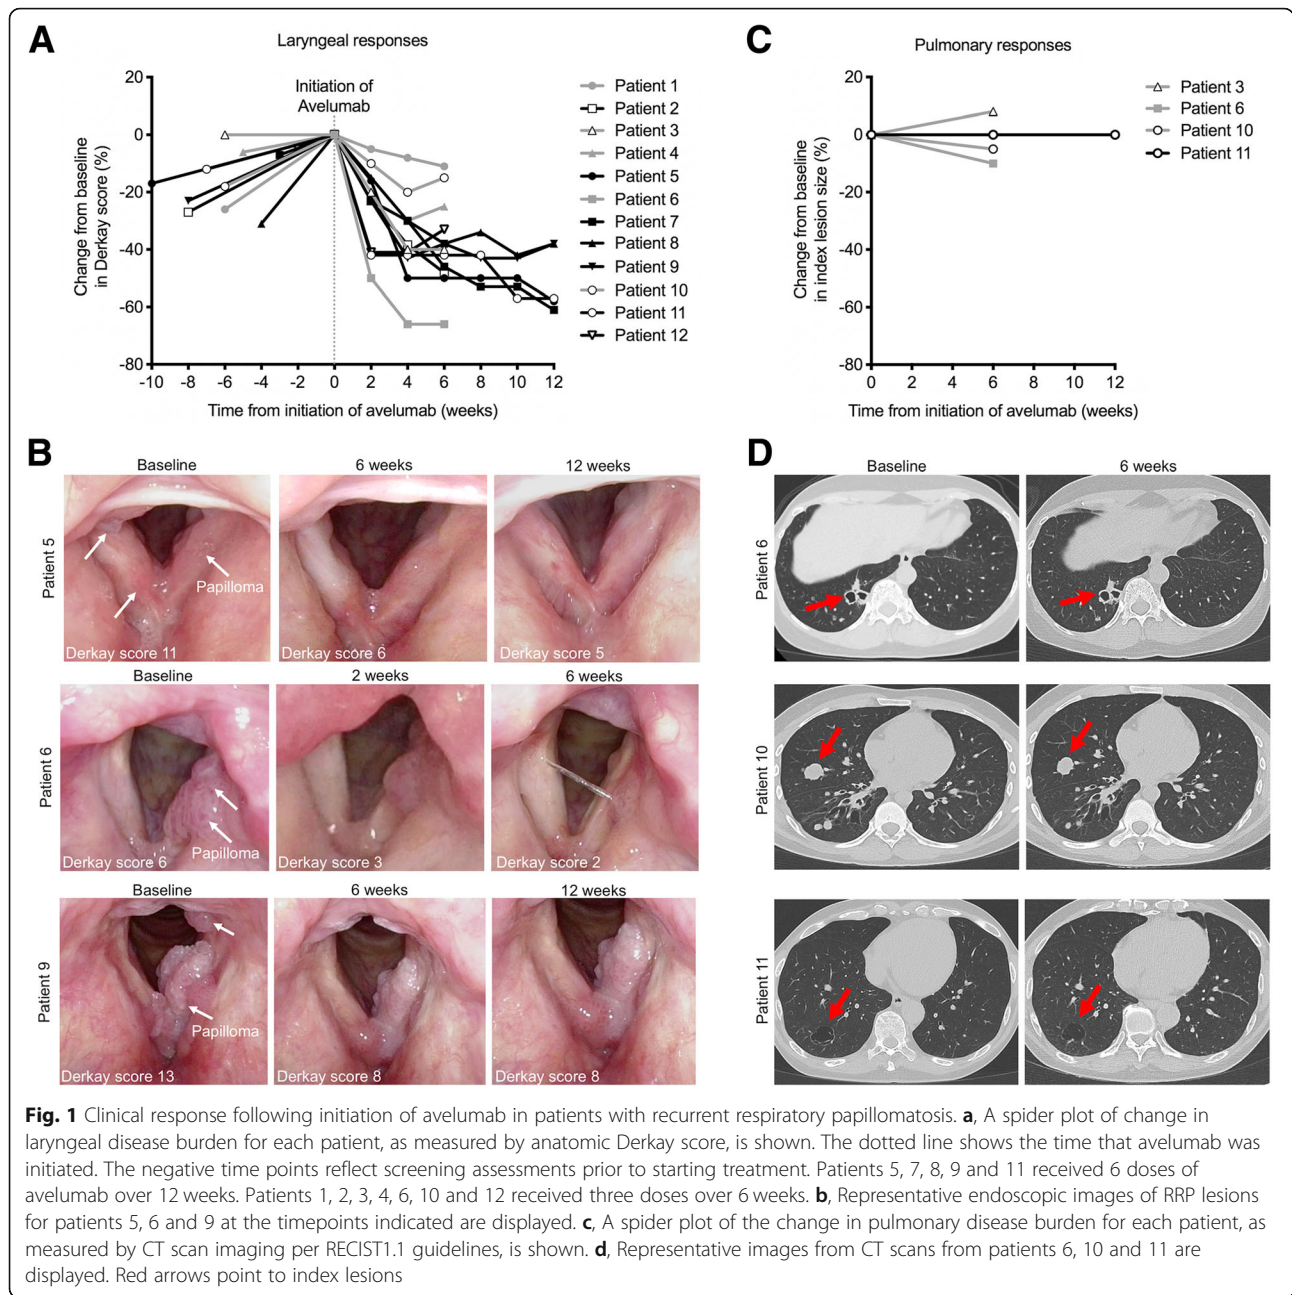 A
Laryngeal responses
20
0
-20
-40
-60
-80
Change from baseline
in Derkay score (%)
Initiation of
Avelumab
-10 -8 -6 -4 -2 0 2 4 6 8 10 12
Time from initiation of avelumab (weeks)
Patient 1
Patient 2
Patient 3
Patient 4
Patient 5
Patient 6
Patient 7
Patient 8
Patient 9
Patient 10
Patient 11
Patient 12
C
Pulmonary responses
20
0
-20
-40
-60
-80
Change from baseline
in index lesion size (%)
0 2 4 6 8 10 12
Time from initiation of avelumab (weeks)
Patient 3
Patient 6
Patient 10
Patient 11
B
Baseline 6 weeks 12 weeks
Patient 5
Papilloma
Derkay score 11 Derkay score 6 Derkay score 5
Baseline 2 weeks 6 weeks
Patient 6
Papilloma
Derkay score 6 Derkay score 3 Derkay score 2
Baseline 6 weeks 12 weeks
Patient 9
Papilloma
Derkay score 13 Derkay score 8 Derkay score 8
D
Baseline 6 weeks
Patient 6
Patient 10
Patient 11
Fig. 1 Clinical response following initiation of avelumab in patients with recurrent respiratory papillomatosis. a, A spider plot of change in
laryngeal disease burden for each patient, as measured by anatomic Derkay score, is shown. The dotted line shows the time that avelumab was
initiated. The negative time points reflect screening assessments prior to starting treatment. Patients 5, 7, 8, 9 and 11 received 6 doses of
avelumab over 12 weeks. Patients 1, 2, 3, 4, 6, 10 and 12 received three doses over 6 weeks. b, Representative endoscopic images of RRP lesions
for patients 5, 6 and 9 at the timepoints indicated are displayed. c, A spider plot of the change in pulmonary disease burden for each patient, as
measured by CT scan imaging per RECIST1.1 guidelines, is shown. d, Representative images from CT scans from patients 6, 10 and 11 are
displayed. Red arrows point to index lesions